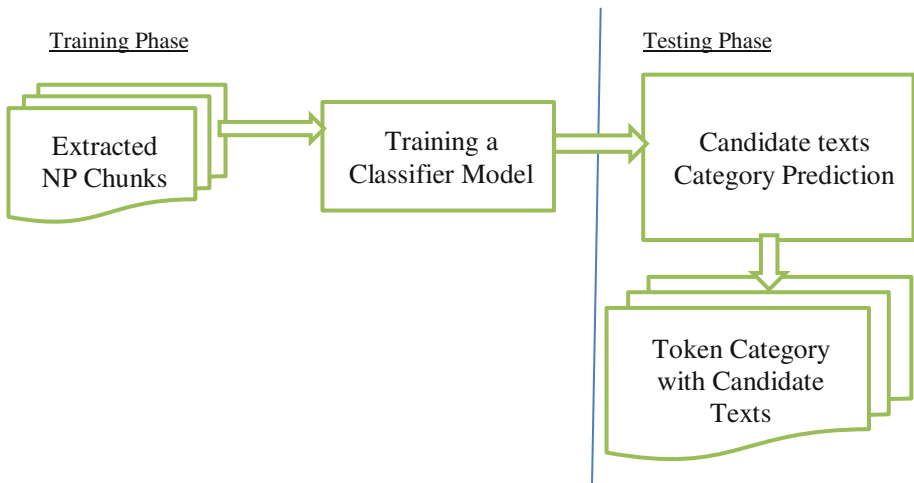 Training Phase
Extracted
NP Chunks
Training a
Classifier Model
Testing Phase
Candidate texts
Category Prediction
Token Category
with Candidate
Texts